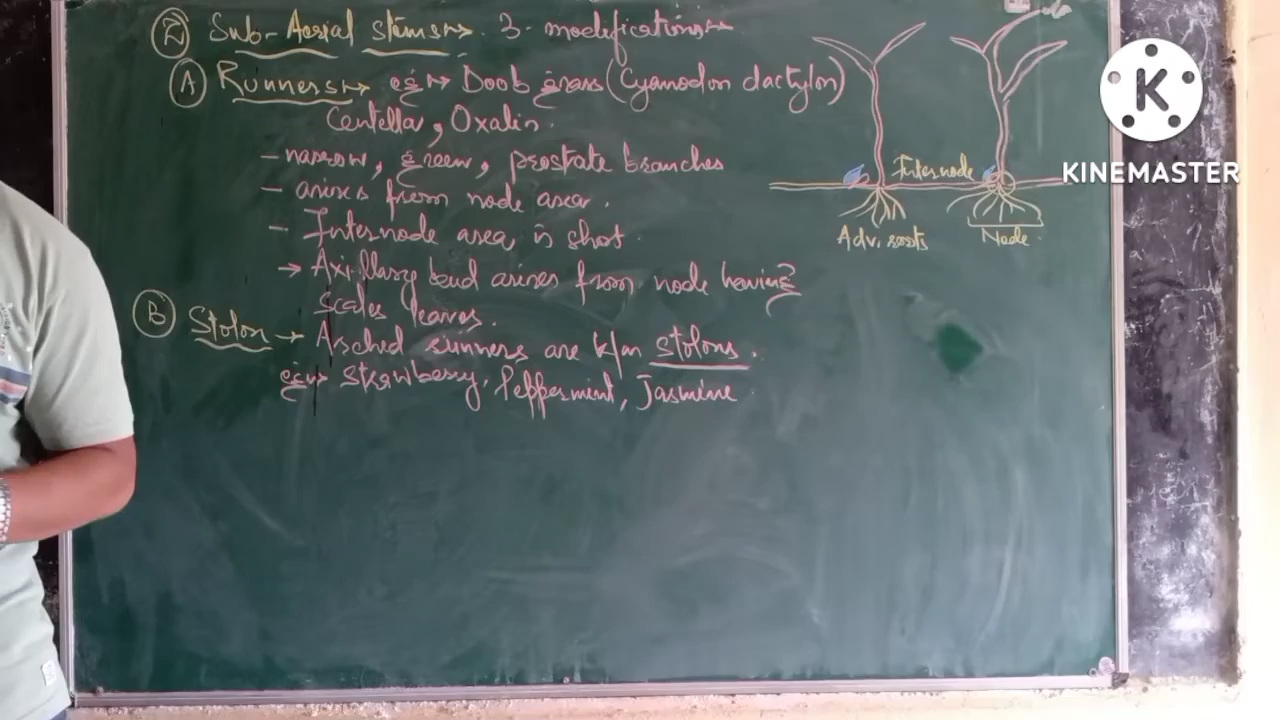 ② Sub-Aerial Stems → 3- modifications →
Ⓐ Runners → eg → Doob grass (Cyanodon dactylon)
Centella, Oxalis.
- narrow, green, prostate branches
- arises from node area.
- Internode area is short.
→ Axillary bud arises from node having
Scales leaves.
Ⓑ Stolon → Arched runners are k/an stolons.
eg → Strawberry, Peppermint, Jasmine
Internode
Adv. roots
Node
K
KINEMASTER